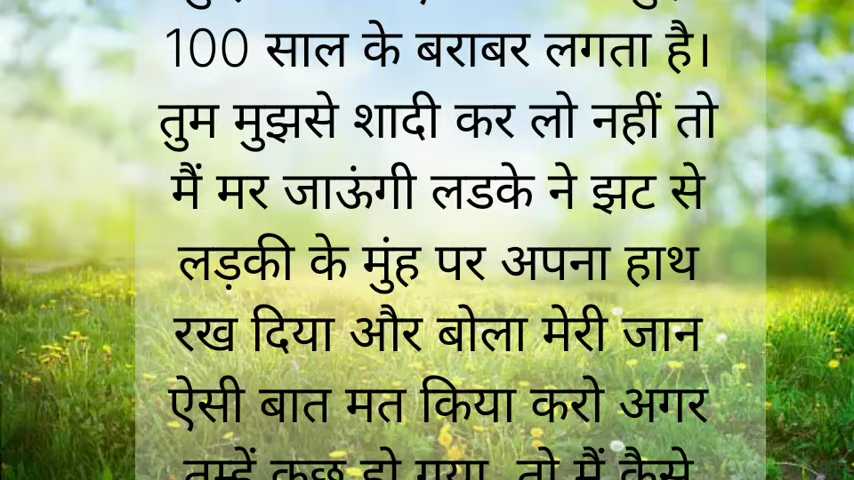 100 साल के बराबर लगता है।
तुम मुझसे शादी कर लो नहीं तो
मैं मर जाऊंगी लडके ने झट से
लड़की के मुंह पर अपना हाथ
रख दिया और बोला मेरी जान
ऐसी बात मत किया करो अगर
तुम्हें कुछ हो गया, तो मैं कैसे